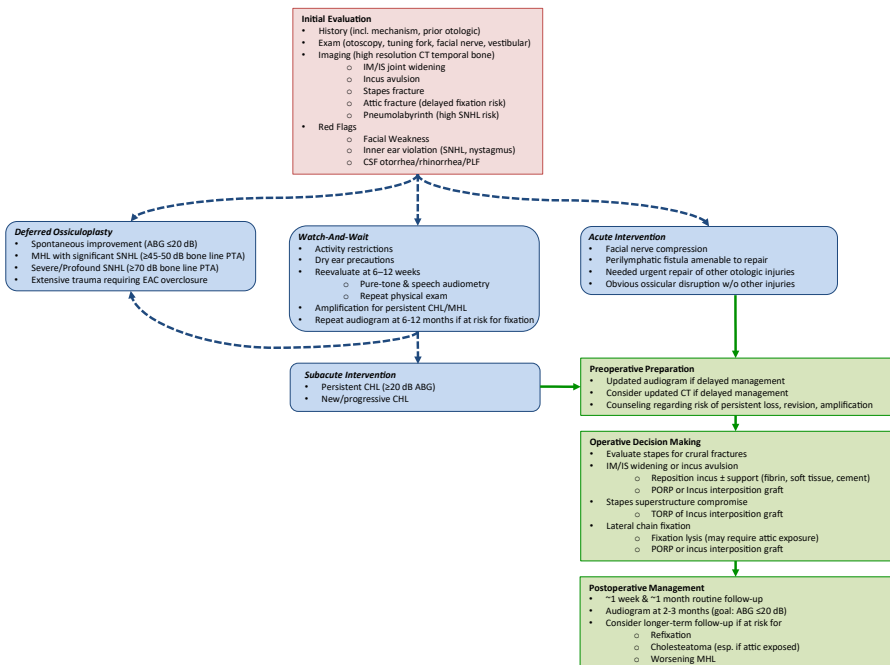 Initial Evaluation
• History (incl. mechanism, prior otologic)
• Exam (otoscopy, tuning fork, facial nerve, vestibular)
• Imaging (high resolution CT temporal bone)
o IM/IS joint widening
o Incus avulsion
o Stapes fracture
o Attic fracture (delayed fixation risk)
o Pneumolabyrinth (high SNHL risk)
• Red Flags
o Facial Weakness
o Inner ear violation (SNHL, nystagmus)
o CSF otorrhea/rhinorrhea/PLF
Deferred Ossiculoplasty
• Spontaneous improvement (ABG ≤20 dB)
• MHL with significant SNHL (≥45-50 dB bone line PTA)
• Severe/Profound SNHL (≥70 dB bone line PTA)
• Extensive trauma requiring EAC overclosure
Watch-And-Wait
• Activity restrictions
• Dry ear precautions
• Reevaluate at 6–12 weeks
o Pure-tone & speech audiometry
o Repeat physical exam
• Amplification for persistent CHL/MHL
• Repeat audiogram at 6-12 months if at risk for fixation
Acute Intervention
• Facial nerve compression
• Perilymphatic fistula amenable to repair
• Needed urgent repair of other otologic injuries
• Obvious ossicular disruption w/o other injuries
Subacute Intervention
• Persistent CHL (≥20 dB ABG)
• New/progressive CHL
Preoperative Preparation
• Updated audiogram if delayed management
• Consider updated CT if delayed management
• Counseling regarding risk of persistent loss, revision, amplification
Operative Decision Making
• Evaluate stapes for crural fractures
• IM/IS widening or incus avulsion
o Reposition incus ± support (fibrin, soft tissue, cement)
o PORP or Incus interposition graft
• Stapes superstructure compromise
o TORP of Incus interposition graft
• Lateral chain fixation
o Fixation lysis (may require attic exposure)
o PORP or incus interposition graft
Postoperative Management
• ~1 week & ~1 month routine follow-up
• Audiogram at 2-3 months (goal: ABG ≤20 dB)
• Consider longer-term follow-up if at risk for
o Refixation
o Cholesteatoma (esp. if attic exposed)
o Worsening MHL